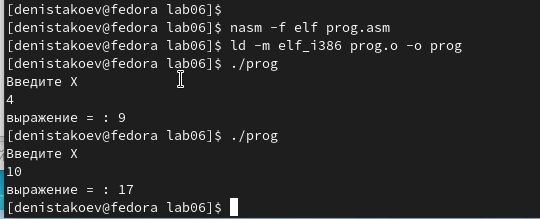 [denistakoev@fedora lab06]$
[denistakoev@fedora lab06]$ nasm -f elf prog.asm
[denistakoev@fedora lab06]$ ld -m elf_i386 prog.o -o prog
[denistakoev@fedora lab06]$ ./prog
Введите X
4
выражение = : 9
[denistakoev@fedora lab06]$ ./prog
Введите X
10
выражение = : 17
[denistakoev@fedora lab06]$